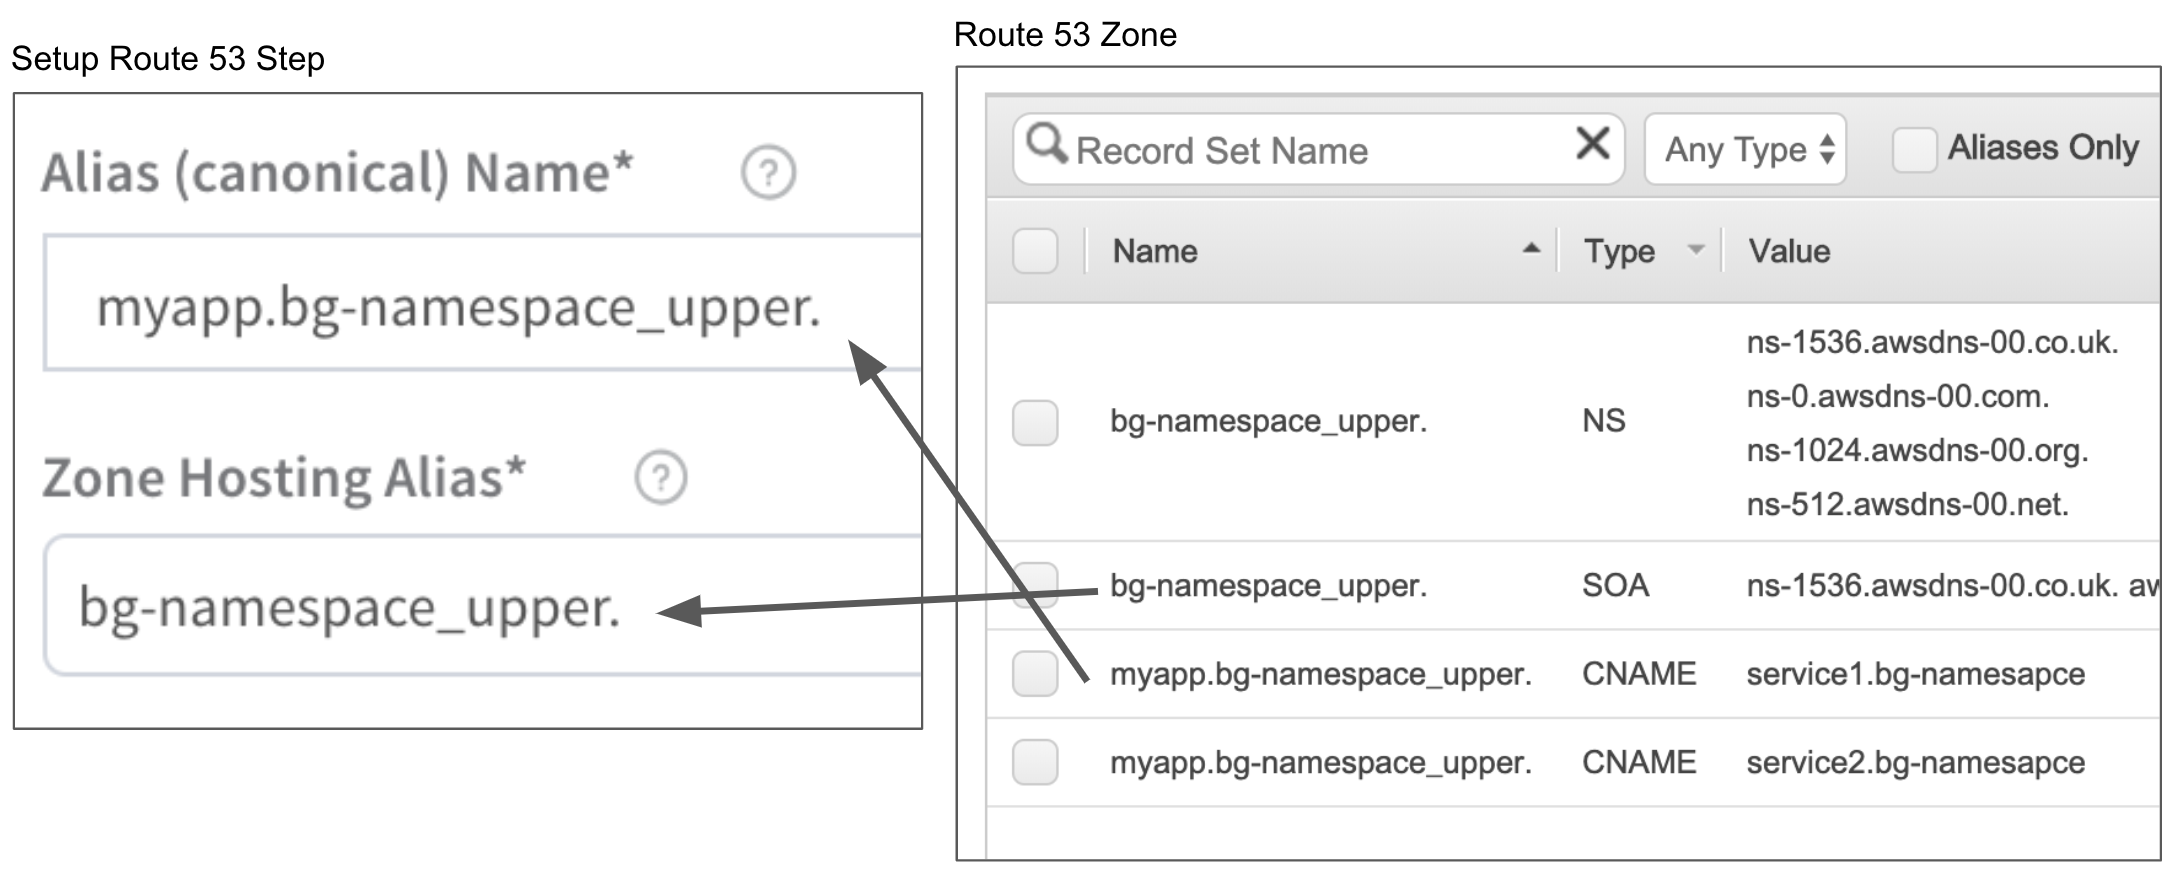 Setup Route 53 Step
Alias (canonical) Name* ?
myapp.bg-namespace_upper.
Zone Hosting Alias* ?
bg-namespace_upper.
Route 53 Zone
Record Set Name X Any Type Aliases Only
Name Type Value
bg-namespace_upper. NS ns-1536.awsdns-00.co.uk.
ns-0.awsdns-00.com.
ns-1024.awsdns-00.org.
ns-512.awsdns-00.net.
bg-namespace_upper. SOA ns-1536.awsdns-00.co.uk.
myapp.bg-namespace_upper. CNAME service1.bg-namesapce
myapp.bg-namespace_upper. CNAME service2.bg-namesapce